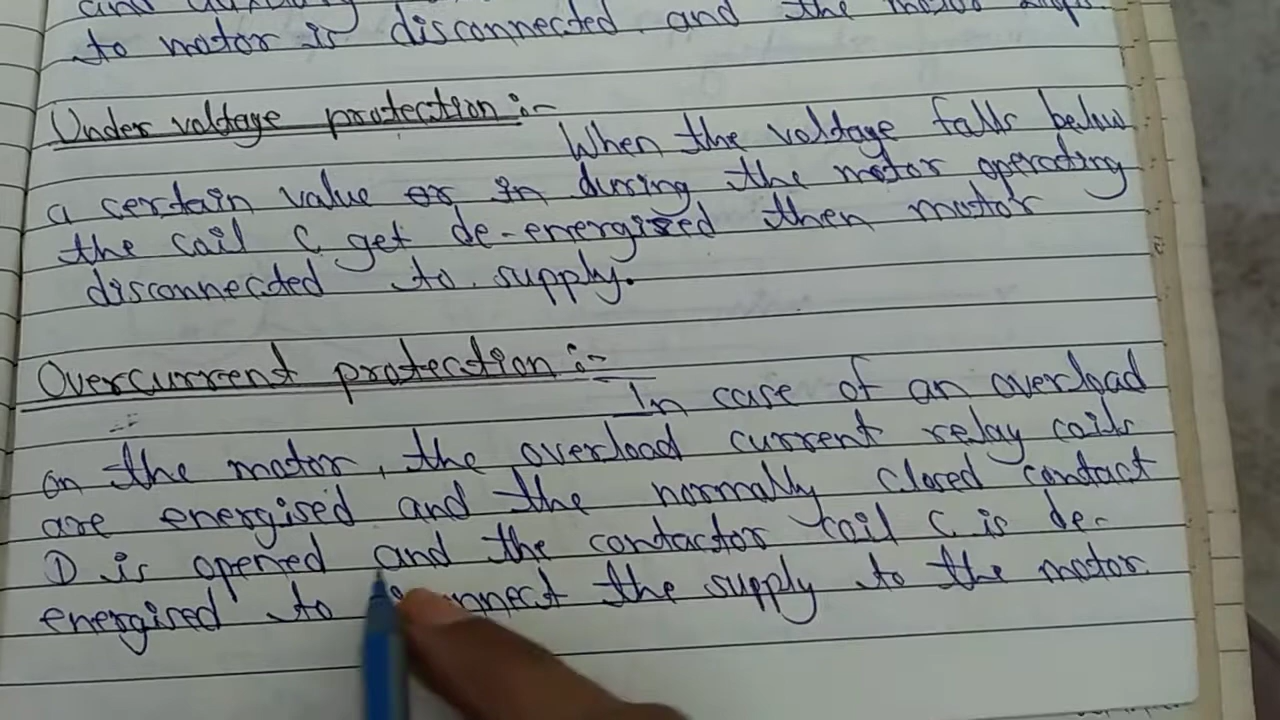 and
to motor is disconnected and the motor
Under voltage protection :-
When the voltage falls below
a certain value or in during the motor operating
the coil C get de-energised then motor
disconnected to supply.
Overcurrent protection :-
In case of an overload
on the motor, the overload current relay coils
are energised and the normally closed contact
D is opened and the contactor coil C is de-
energised to the supply to the motor